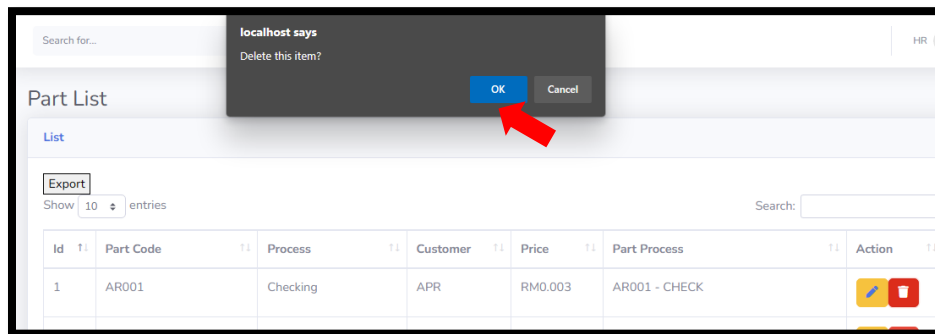 localhost says
Search for...
HR
Delete this item?
OK Cancel
Part List
List
Export
Show 10 entries
Search:
Id Part Code Process Customer Price Part Process Action
1 AR001 Checking APR RM0.003 AR001 - CHECK